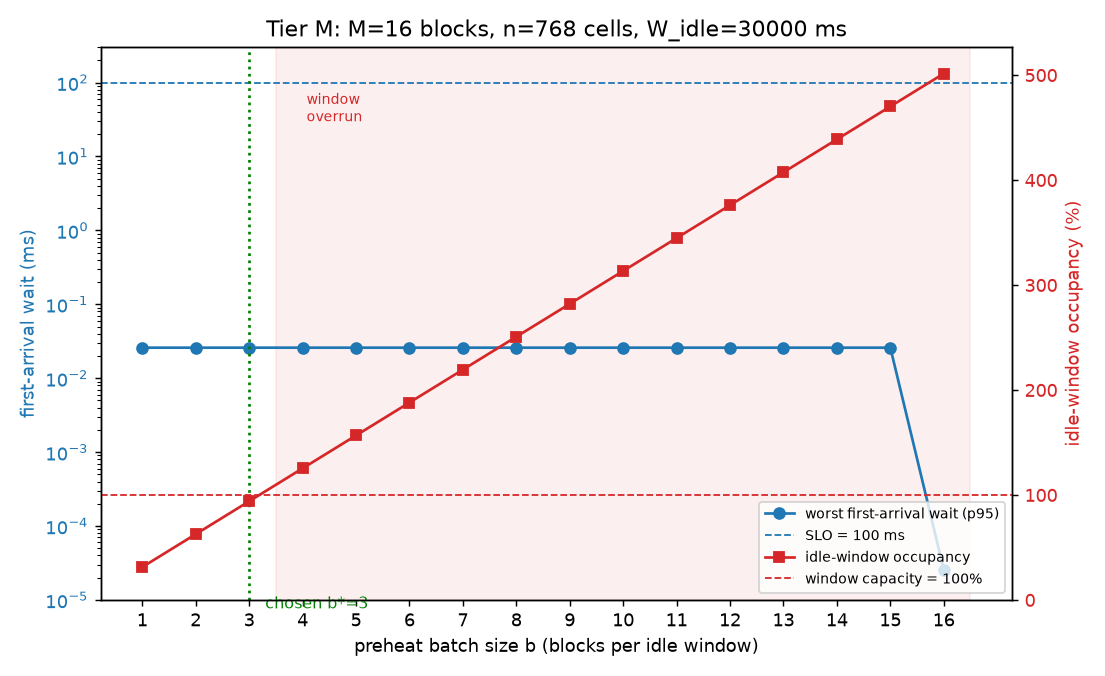 Tier M: M=16 blocks, n=768 cells, W_idle=30000 ms
first-arrival wait (ms)
10²
10¹
10⁰
10⁻¹
10⁻²
10⁻³
10⁻⁴
10⁻⁵
window
overrun
500
400
300
200
100
0
idle-window occupancy (%)
worst first-arrival wait (p95)
SLO = 100 ms
idle-window occupancy
window capacity = 100%
chosen b*=3
1 2 3 4 5 6 7 8 9 10 11 12 13 14 15 16
preheat batch size b (blocks per idle window)